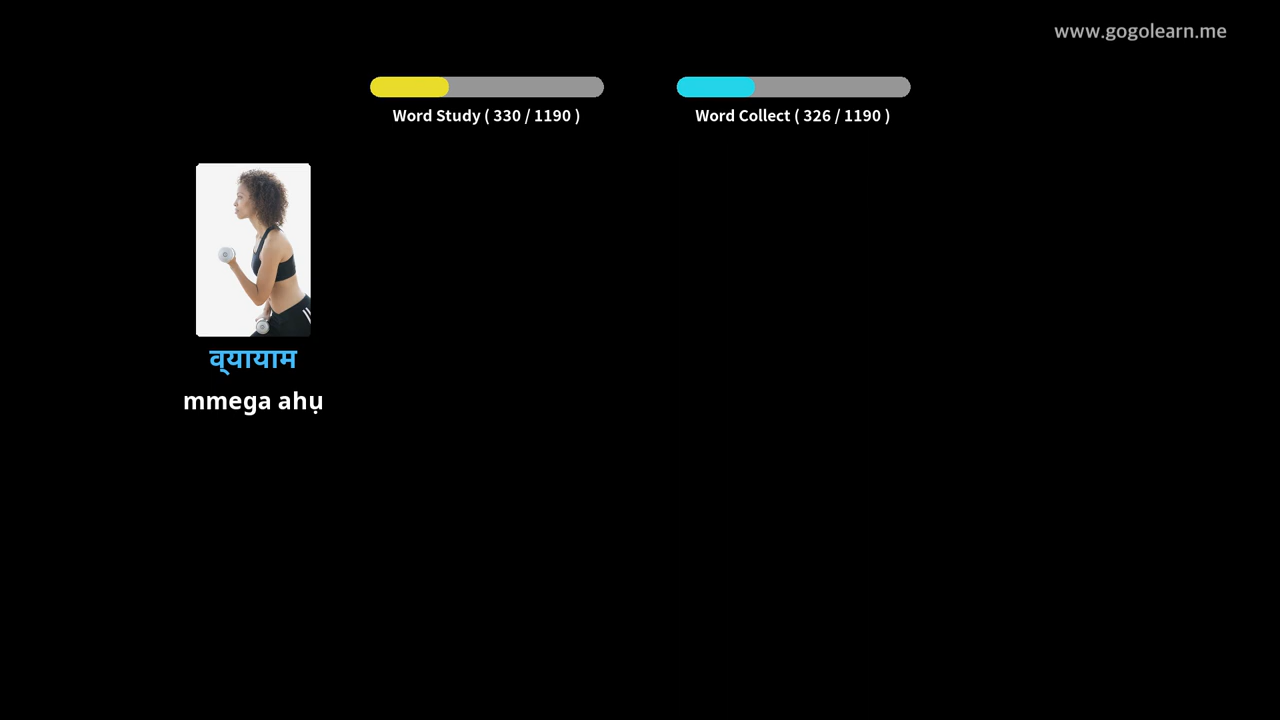 www.gogolearn.me
Word Study ( 330 / 1190 )
Word Collect ( 326 / 1190 )
व्यायाम
mmega ahụ